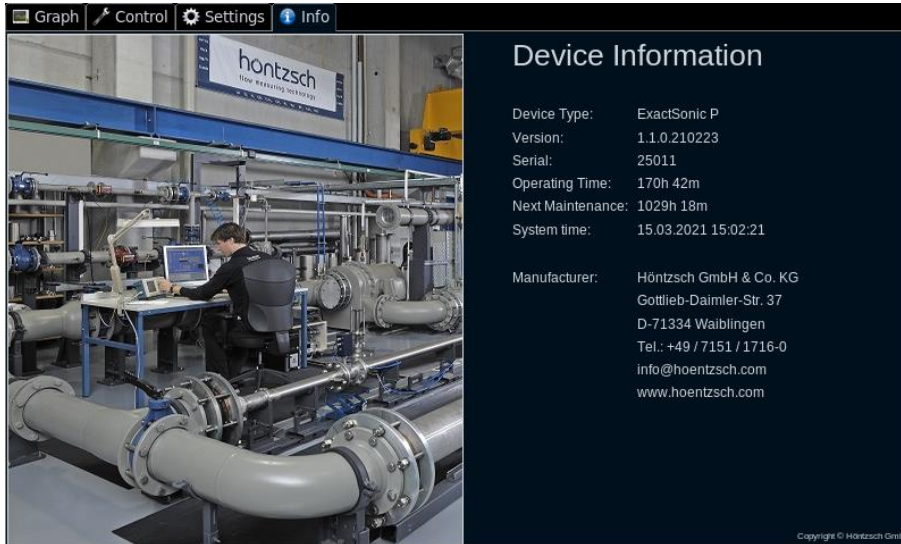 Graph
Control
Settings
Info
höntzsch
flow measuring technology
Device Information
Device Type: ExactSonic P
Version: 1.1.0.210223
Serial: 25011
Operating Time: 170h 42m
Next Maintenance: 1029h 18m
System time: 15.03.2021 15:02:21
Manufacturer: Höntzsch GmbH & Co. KG
Gottlieb-Daimler-Str. 37
D-71334 Waiblingen
Tel.: +49 / 7151 / 1716-0
info@hoentzsch.com
www.hoentzsch.com
Copyright © Höntzsch Gm